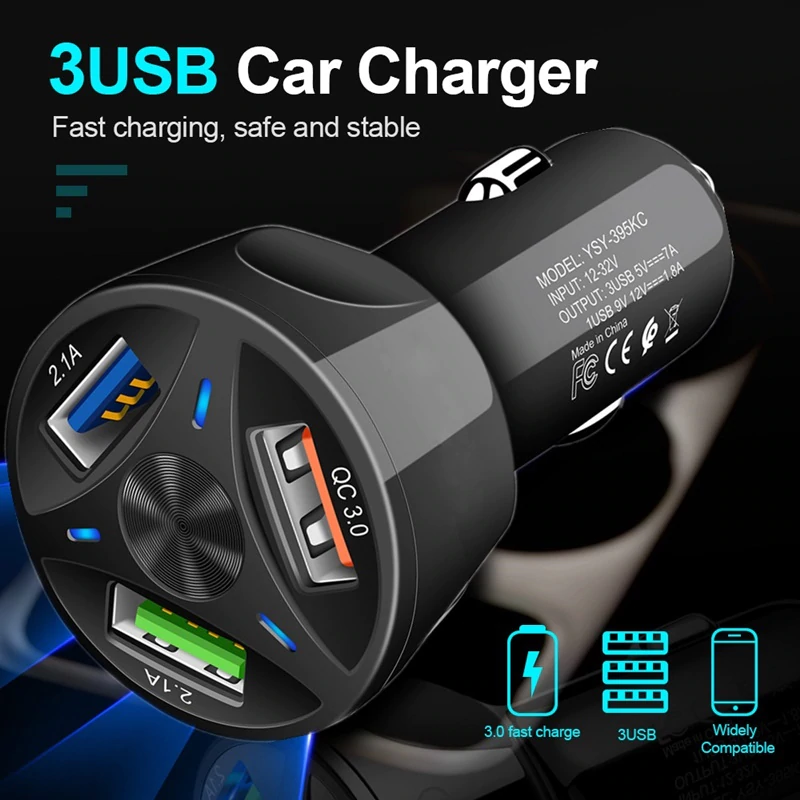 3USB Car Charger
Fast charging, safe and stable
MODEL: YSY-395KC
INPUT: 12-32V
OUTPUT: 3USB 5V⎓7A
1USB 9V 12V⎓1.8A
Made in China
FC CE
2.1A
QC 3.0
2.1A
3.0 fast charge
3USB
Widely
Compatible